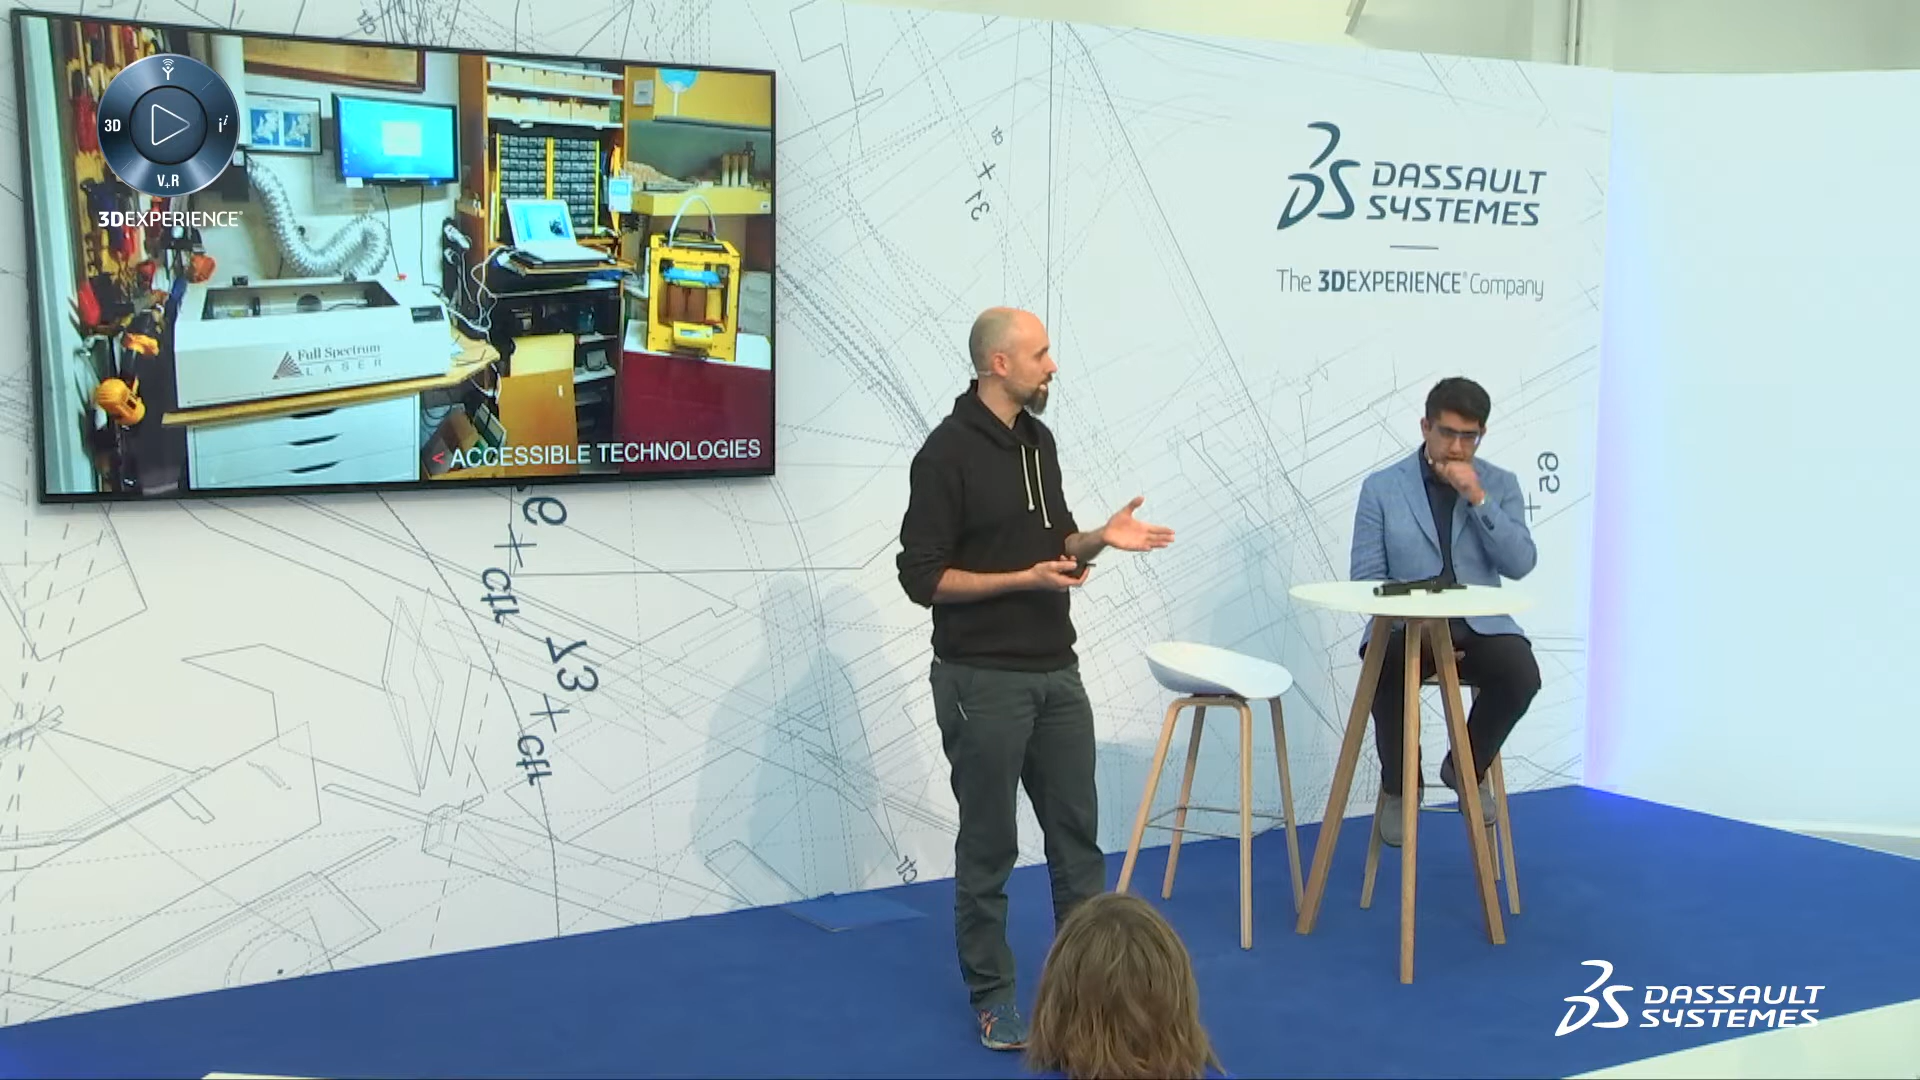 3D
i i
V+R
3DEXPERIENCE®
Full Spectrum
LASER
< ACCESSIBLE TECHNOLOGIES
DASSAULT
SYSTEMES
The 3DEXPERIENCE® Company
DASSAULT
SYSTEMES